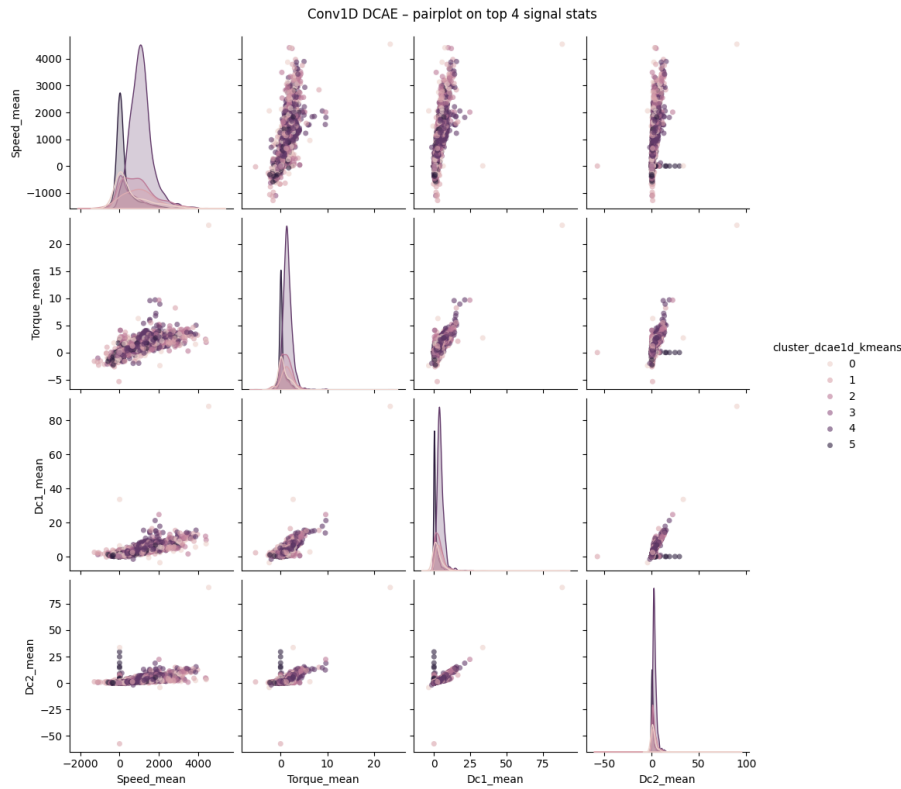 Conv1D DCAE – pairplot on top 4 signal stats
Speed_mean
4000
3000
2000
1000
0
−1000
Torque_mean
20
15
10
5
0
−5
cluster_dcae1d_kmeans
0
1
2
3
4
5
Dc1_mean
80
60
40
20
0
Dc2_mean
75
50
25
0
−25
−50
−2000 0 2000 4000
0 20
0 25 50 75
−50 0 50 100
Speed_mean
Torque_mean
Dc1_mean
Dc2_mean